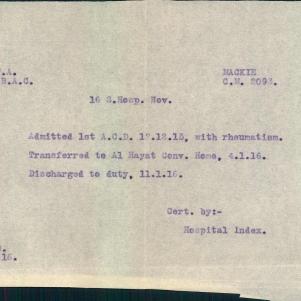 .A. MACKIE
B.A.C. C.M. 2093.
16 S.Hosp. Nov.
Admitted 1st A.C.D. 12.12.15, with rheumatism.
Transferred to Al Hayat Conv. Home, 4.1.16.
Discharged to duty, 11.1.16.
Cert. by:-
Hospital Index.
16.